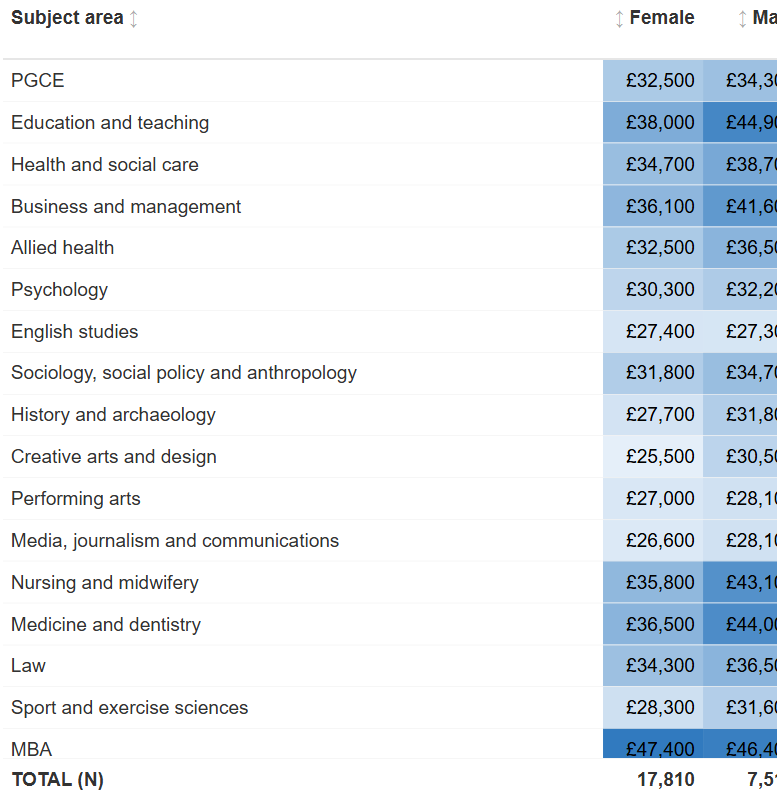 Subject area Female Ma
PGCE £32,500 £34,30
Education and teaching £38,000 £44,90
Health and social care £34,700 £38,70
Business and management £36,100 £41,60
Allied health £32,500 £36,50
Psychology £30,300 £32,20
English studies £27,400 £27,30
Sociology, social policy and anthropology £31,800 £34,70
History and archaeology £27,700 £31,80
Creative arts and design £25,500 £30,50
Performing arts £27,000 £28,10
Media, journalism and communications £26,600 £28,10
Nursing and midwifery £35,800 £43,10
Medicine and dentistry £36,500 £44,00
Law £34,300 £36,50
Sport and exercise sciences £28,300 £31,60
MBA £47,400 £46,40
TOTAL (N) 17,810 7,51